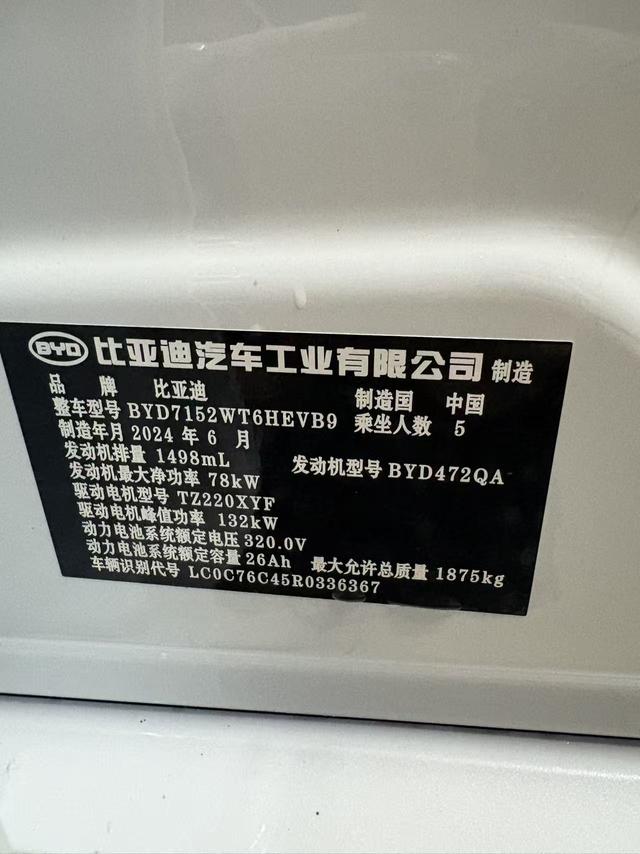 BYD 比亚迪汽车工业有限公司 制造
品 牌 比亚迪 制造国 中国
整车型号 BYD7152WT6HEVB9 乘坐人数 5
制造年月 2024 年 6 月
发动机排量 1498mL 发动机型号 BYD472QA
发动机最大净功率 78kW
驱动电机型号 TZ220XYF
驱动电机峰值功率 132kW
动力电池系统额定电压 320.0V
动力电池系统额定容量 26Ah 最大允许总质量 1875kg
车辆识别代号 LC0C76C45R0336367